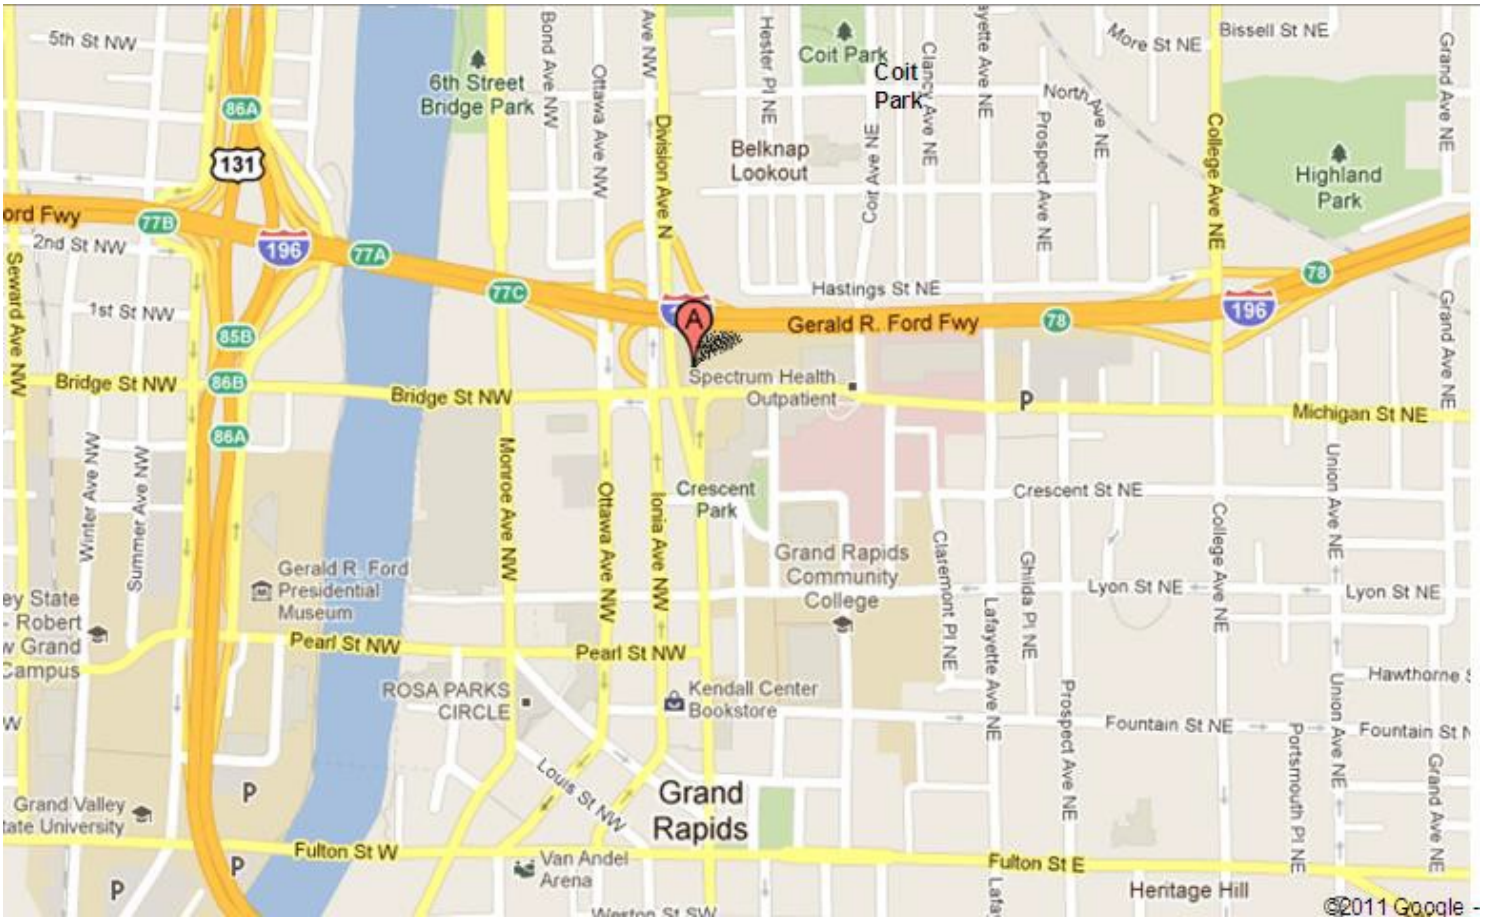 5th St NW
86A
131
ord Fwy
77B
2nd St NW
196
77A
1st St NW
85B
Seward Ave NW
Bridge St NW
86B
86A
Winter Ave NW
Summer Ave NW
6th Street
Bridge Park
Bond Ave NW
Ottawa Ave NW
Ave NW
Division Ave N
Hester Pl NE
Coit Park
Coit
Park
Clancy Ave NE
ayette Ave NE
North Ave NE
Prospect Ave NE
More St NE
Bissell St NE
College Ave NE
Grand Ave NE
Belknap
Lookout
Coit Ave NE
Highland
Park
77C
Hastings St NE
A
Gerald R. Ford Fwy
78
196
78
Grand Ave NE
Bridge St NW
Spectrum Health
Outpatient
P
Michigan St NE
Monroe Ave NW
Ottawa Ave NW
Ionia Ave NW
Crescent
Park
Crescent St NE
Union Ave NE
College Ave NE
Gerald R. Ford
Presidential
Museum
Grand Rapids
Community
College
Claremont Pl NE
Ghilda Pl NE
Lyon St NE
Lyon St NE
ey State
- Robert
w Grand
Campus
Pearl St NW
Pearl St NW
Lafayette Ave NE
Prospect Ave NE
Hawthorne S
Union Ave NE
ROSA PARKS
CIRCLE
Kendall Center
Bookstore
W
Fountain St NE
Fountain St N
Portsmouth Pl NE
Grand Ave NE
Louis St NW
P
Grand
Rapids
Grand Valley
tate University
Fulton St W
Van Andel
Arena
Fulton St E
P
P
Lafa
Heritage Hill
Weston St SW
©2011 Google -